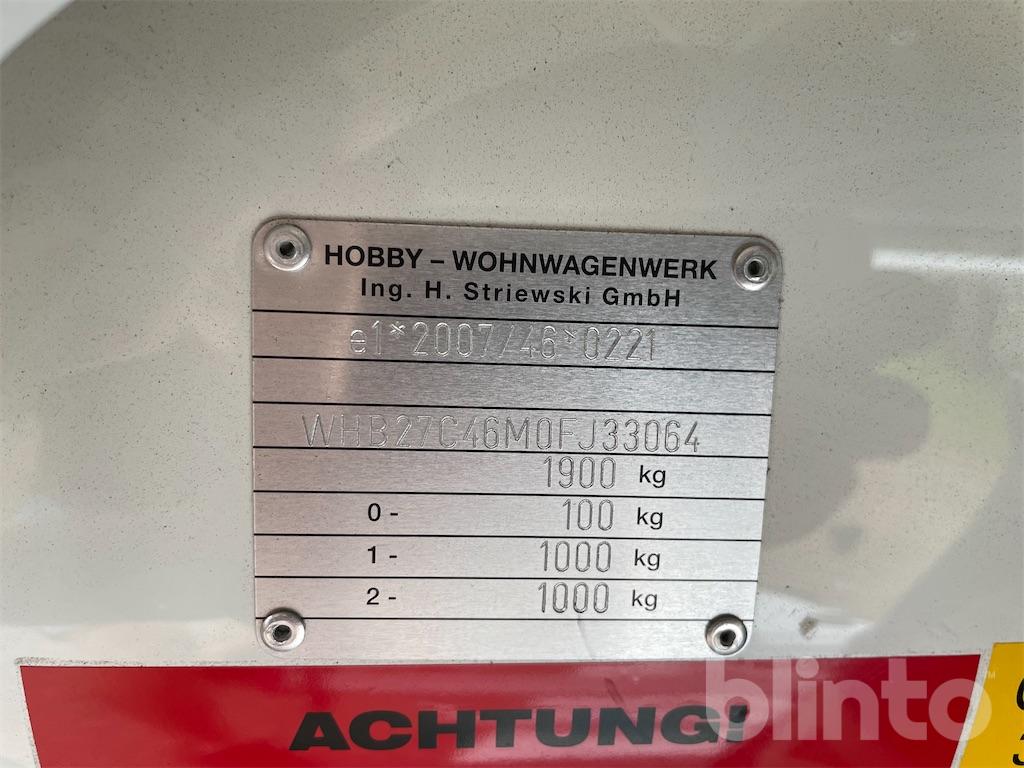 HOBBY – WOHNWAGENWERK
Ing. H. Striewski GmbH
e1*2007/46*0221
WHB27C46M0FJ33064
1900 kg
0- 100 kg
1- 1000 kg
2- 1000 kg
ACHTUNG!
blinto™